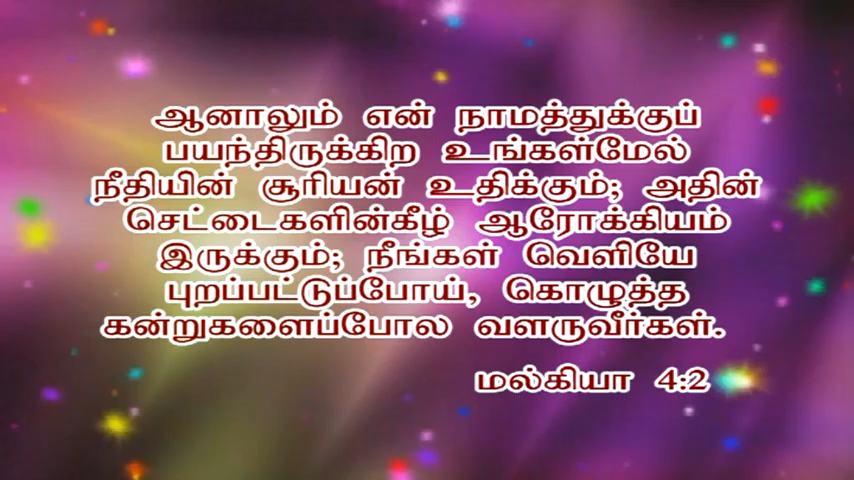 ஆனாலும் என் நாமத்துக்குப்
பயந்திருக்கிற உங்கள்மேல்
நீதியின் சூரியன் உதிக்கும்; அதின்
செட்டைகளின்கீழ் ஆரோக்கியம்
இருக்கும்; நீங்கள் வெளியே
புறப்பட்டுப்போய், கொழுத்த
கன்றுகளைப்போல வளருவீர்கள்.
மல்கியா 4:2